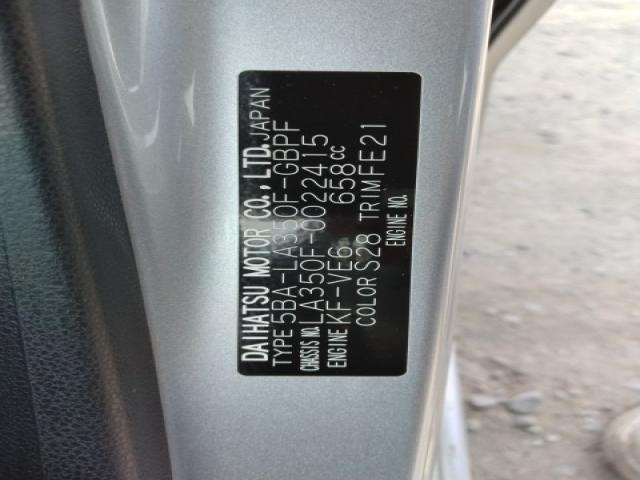 DAIHATSU MOTOR CO., LTD. JAPAN
TYPE 5BA-LA350F-GBPF
CHASSIS NO. LA350F-0022415
ENGINE KF-VE6 658cc
COLOR S28 TRIM FE21
ENGINE NO.